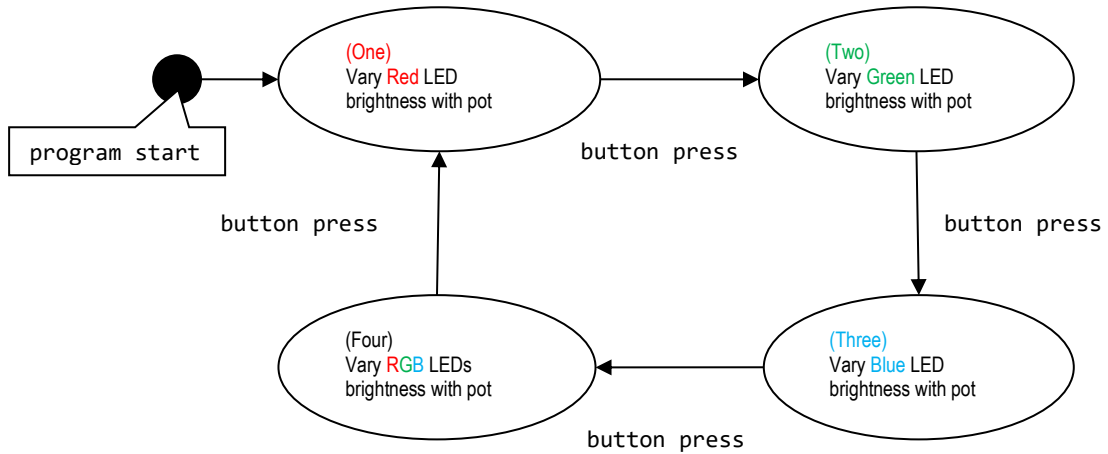 (One)
Vary Red LED
brightness with pot
(Two)
Vary Green LED
brightness with pot
program start
button press
button press
button press
(Four)
Vary RGB LEDs
brightness with pot
(Three)
Vary Blue LED
brightness with pot
button press